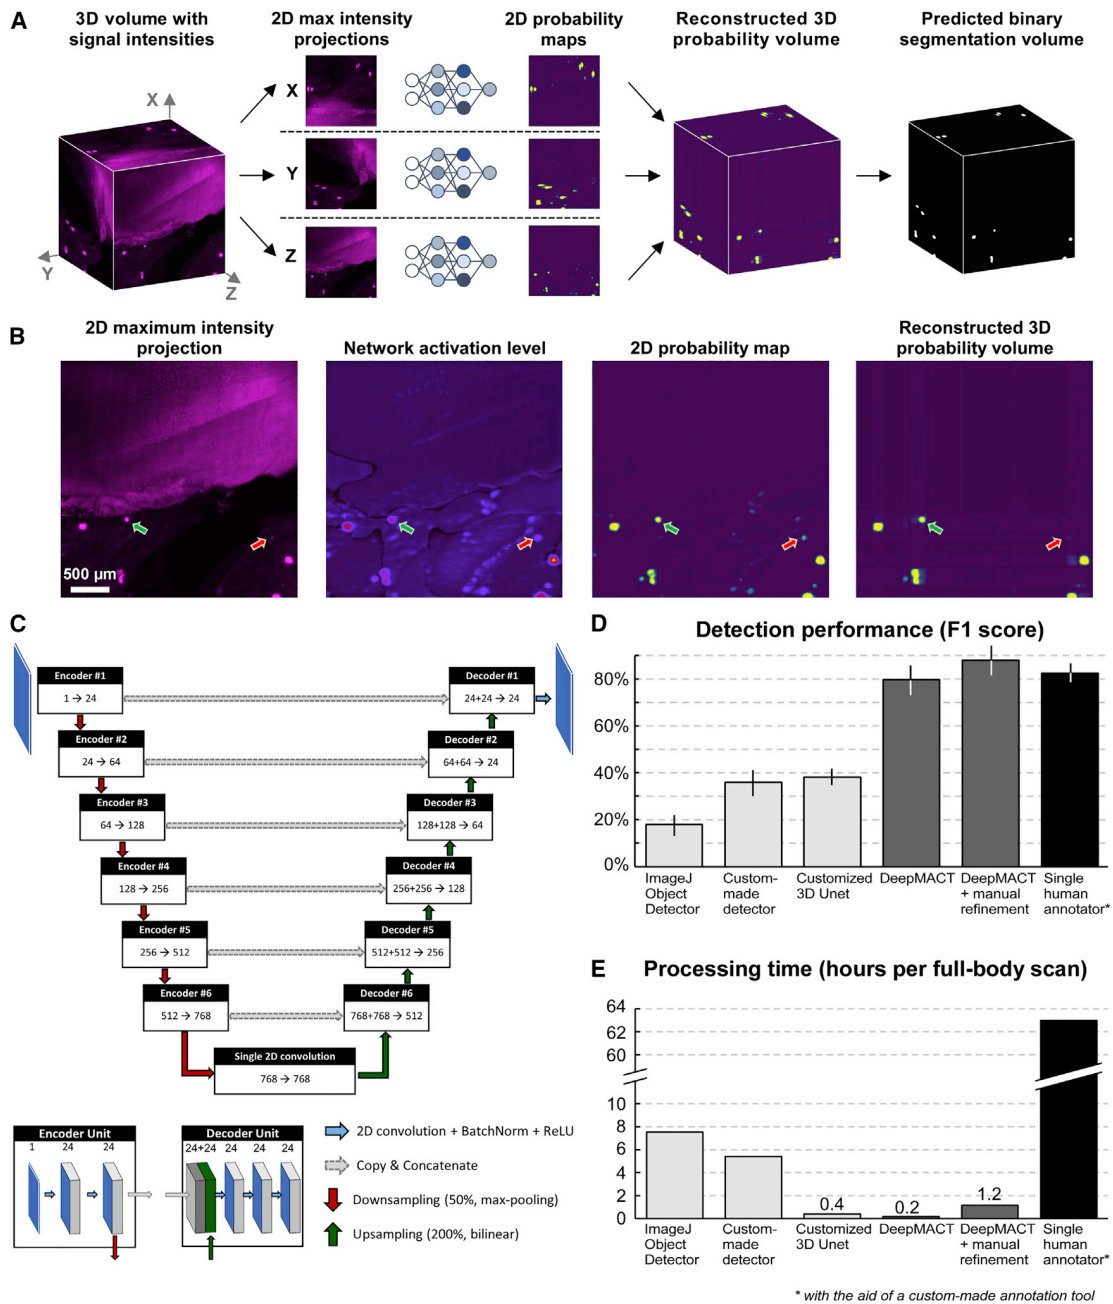 A
3D volume with
signal intensities
2D max intensity
projections
2D probability
maps
Reconstructed 3D
probability volume
Predicted binary
segmentation volume
X
Y
Z
X
Y
Z
B
2D maximum intensity
projection
Network activation level
2D probability map
Reconstructed 3D
probability volume
500 µm
C
Encoder #1
1 → 24
Encoder #2
24 → 64
Encoder #3
64 → 128
Encoder #4
128 → 256
Encoder #5
256 → 512
Encoder #6
512 → 768
Single 2D convolution
768 → 768
Decoder #1
24+24 → 24
Decoder #2
64+64 → 24
Decoder #3
128+128 → 64
Decoder #4
256+256 → 128
Decoder #5
512+512 → 256
Decoder #6
768+768 → 512
Encoder Unit
1 24 24
Decoder Unit
24+24 24 24 24
2D convolution + BatchNorm + ReLU
Copy & Concatenate
Downsampling (50%, max-pooling)
Upsampling (200%, bilinear)
D
Detection performance (F1 score)
80%
60%
40%
20%
0%
ImageJ
Object
Detector
Custom-
made
detector
Customized
3D Unet
DeepMACT
DeepMACT
+ manual
refinement
Single
human
annotator*
E
Processing time (hours per full-body scan)
64
62
60
10
8
6
4
2
0
0.4
0.2
1.2
ImageJ
Object
Detector
Custom-
made
detector
Customized
3D Unet
DeepMACT
DeepMACT
+ manual
refinement
Single
human
annotator*
* with the aid of a custom-made annotation tool